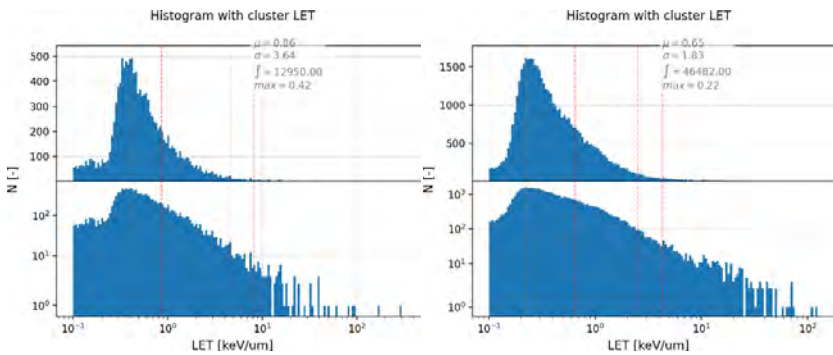 Histogram with cluster LET
μ = 0.86
σ = 3.64
∫ = 12950.00
max = 0.42
500
400
300
200
100
N [-]
10²
10¹
10⁰
10⁻¹ 10⁰ 10¹ 10²
LET [keV/um]
Histogram with cluster LET
μ = 0.65
σ = 1.83
∫ = 46482.00
max = 0.22
1500
1000
500
N [-]
10³
10²
10¹
10⁰
10⁻¹ 10⁰ 10¹ 10²
LET [keV/um]